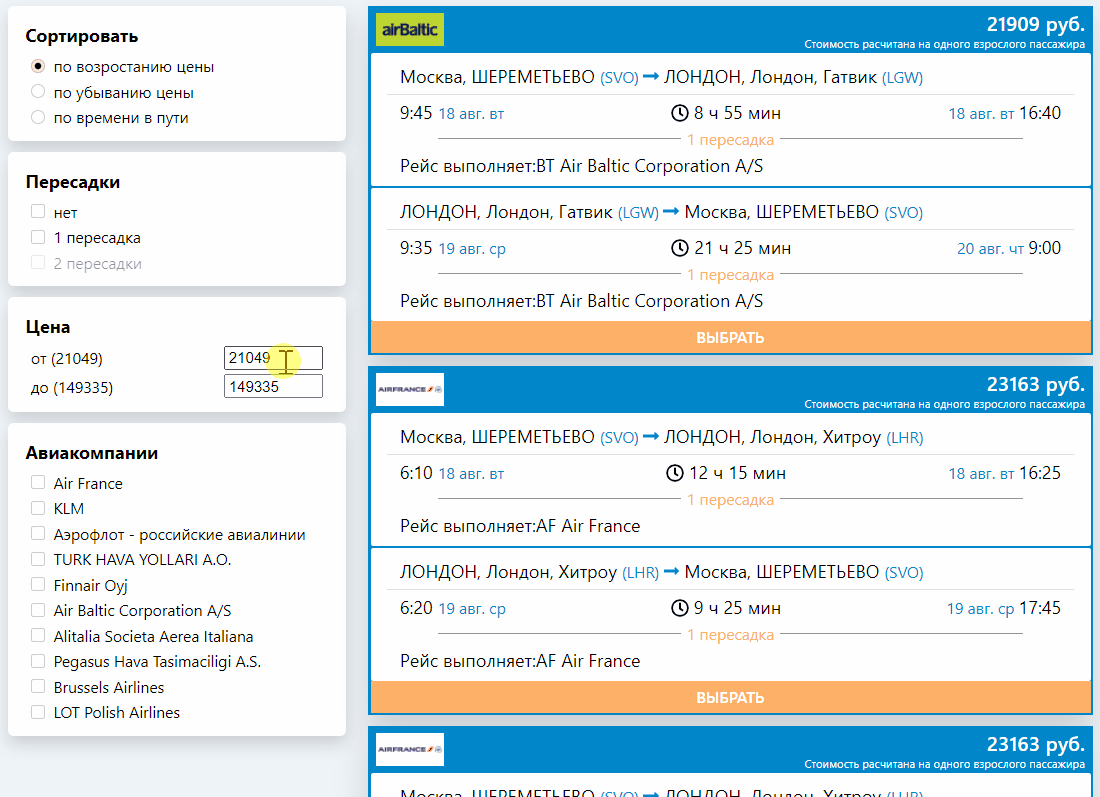 Сортировать
по возростанию цены
по убыванию цены
по времени в пути
Пересадки
нет
1 пересадка
2 пересадки
Цена
от (21049)
21049
до (149335)
149335
Авиакомпании
Air France
KLM
Аэрофлот - российские авиалинии
TURK HAVA YOLLARI A.O.
Finnair Oyj
Air Baltic Corporation A/S
Alitalia Societa Aerea Italiana
Pegasus Hava Tasimaciligi A.S.
Brussels Airlines
LOT Polish Airlines
airBaltic
21909 руб.
Стоимость расчитана на одного взрослого пассажира
Москва, ШЕРЕМЕТЬЕВО (SVO) ➞ ЛОНДОН, Лондон, Гатвик (LGW)
9:45 18 авг. вт 8 ч 55 мин 18 авг. вт 16:40
1 пересадка
Рейс выполняет:BT Air Baltic Corporation A/S
ЛОНДОН, Лондон, Гатвик (LGW) ➞ Москва, ШЕРЕМЕТЬЕВО (SVO)
9:35 19 авг. ср 21 ч 25 мин 20 авг. чт 9:00
1 пересадка
Рейс выполняет:BT Air Baltic Corporation A/S
ВЫБРАТЬ
AIRFRANCE
23163 руб.
Стоимость расчитана на одного взрослого пассажира
Москва, ШЕРЕМЕТЬЕВО (SVO) ➞ ЛОНДОН, Лондон, Хитроу (LHR)
6:10 18 авг. вт 12 ч 15 мин 18 авг. вт 16:25
1 пересадка
Рейс выполняет:AF Air France
ЛОНДОН, Лондон, Хитроу (LHR) ➞ Москва, ШЕРЕМЕТЬЕВО (SVO)
6:20 19 авг. ср 9 ч 25 мин 19 авг. ср 17:45
1 пересадка
Рейс выполняет:AF Air France
ВЫБРАТЬ
AIRFRANCE
23163 руб.
Стоимость расчитана на одного взрослого пассажира
Москва, ШЕРЕМЕТЬЕВО (SVO) ➞ ЛОНДОН, Лондон, Хитроу (LHR)